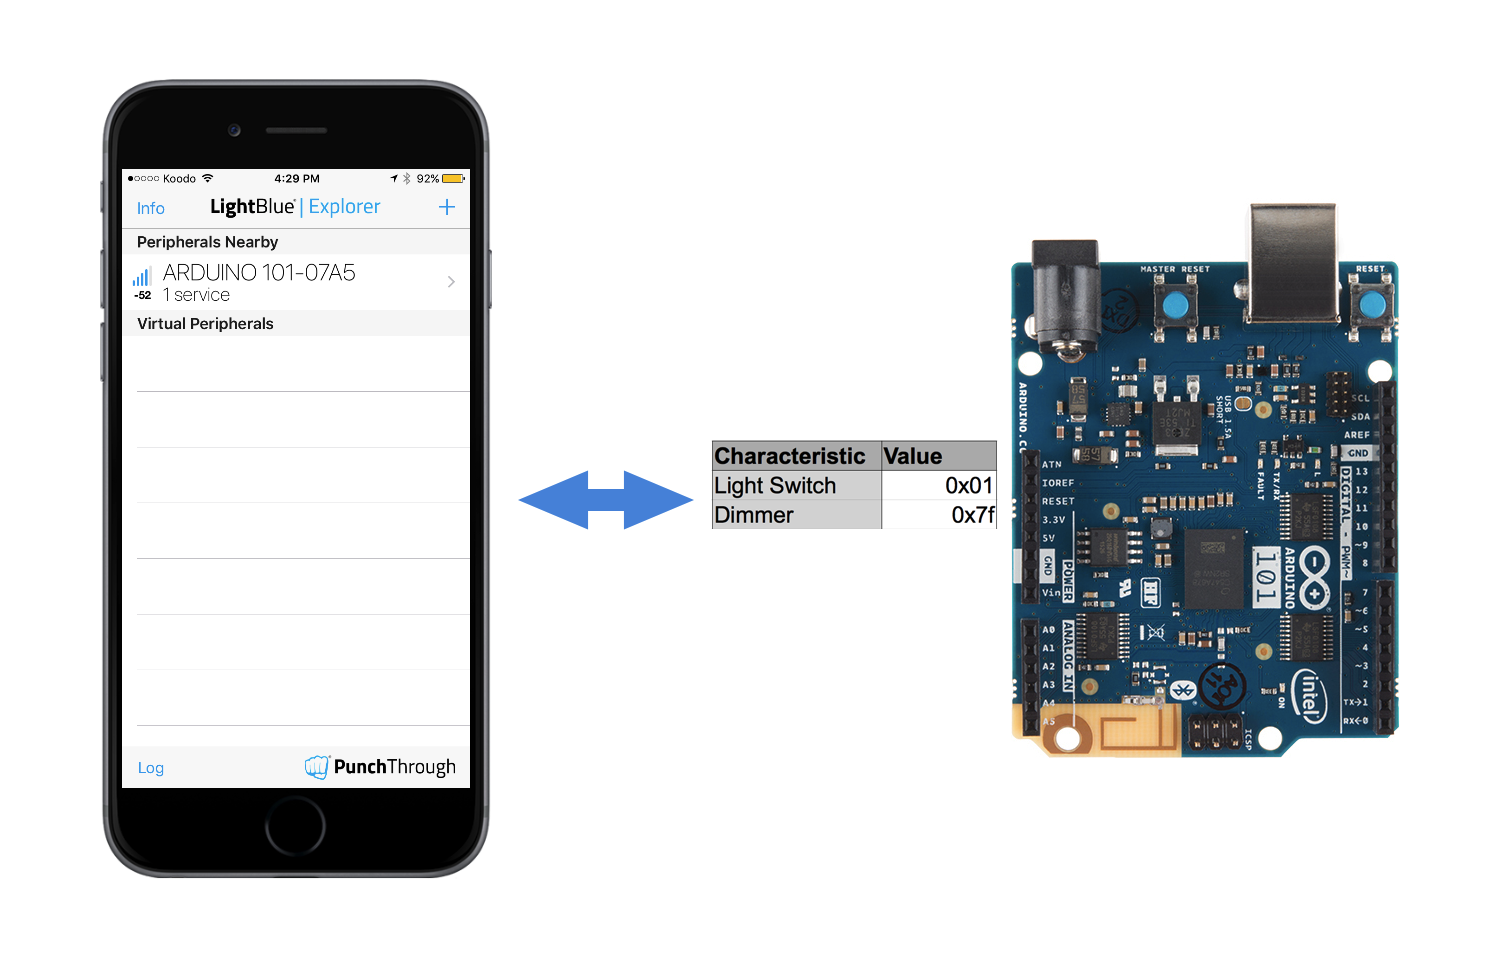 ●○○○○ Koodo 4:29 PM 92%
Info LightBlue | Explorer +
Peripherals Nearby
ARDUINO 101-07A5
-52 1 service
Virtual Peripherals
Log PunchThrough
Characteristic Value
Light Switch 0x01
Dimmer 0x7f
MASTER RESET
RESET
ARDUINO.CC
USB 1.5A
SHORT
SCL
SDA
AREF
GND
13
12
11
10
~9
8
DIGITAL - PWM~
L
TX/RX
FAULT
ATN
IOREF
RESET
3.3V
5V
GND
Vin
POWER
101
ARDUINO
7
~6
~5
4
~3
2
TX→1
RX←0
A0
A1
A2
A3
A4
A5
ANALOG IN
intel
ON
ICSP